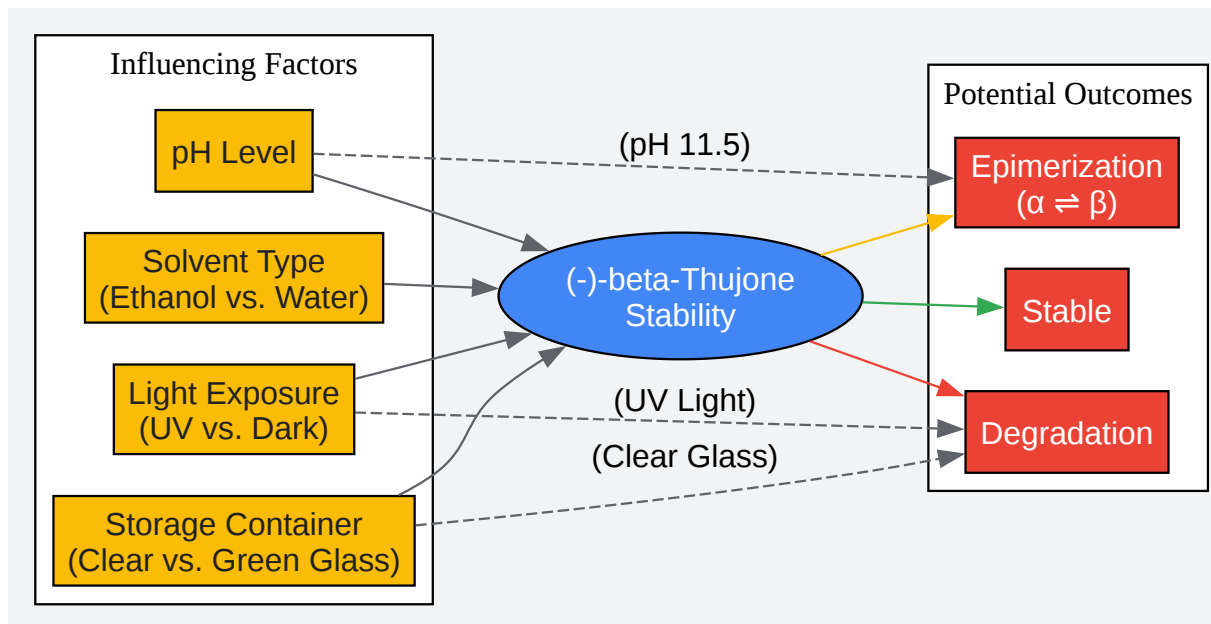 Influencing Factors
pH Level
Solvent Type
(Ethanol vs. Water)
Light Exposure
(UV vs. Dark)
Storage Container
(Clear vs. Green Glass)
(pH 11.5)
(-)-beta-Thujone
Stability
(UV Light)
(Clear Glass)
Potential Outcomes
Epimerization
(α ⇌ β)
Stable
Degradation